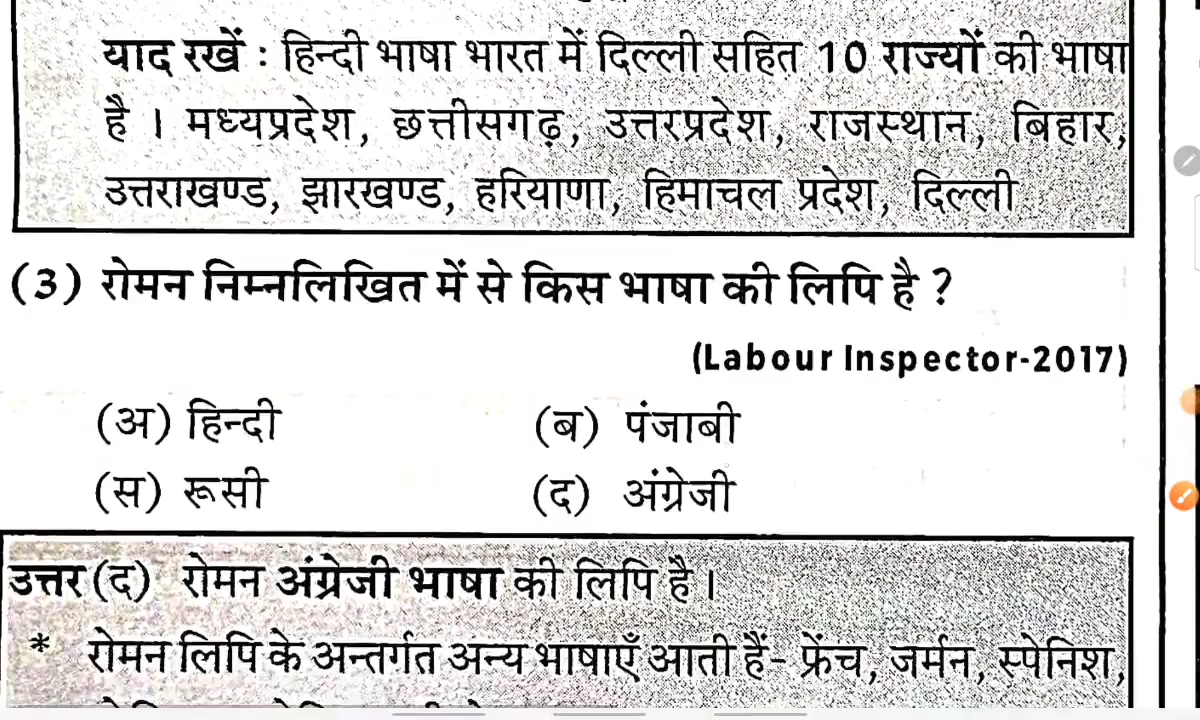 याद रखें : हिन्दी भाषा भारत में दिल्ली सहित 10 राज्यों की भाषा
है । मध्यप्रदेश, छत्तीसगढ़, उत्तरप्रदेश, राजस्थान, बिहार,
उत्तराखण्ड, झारखण्ड, हरियाणा, हिमाचल प्रदेश, दिल्ली
(3) रोमन निम्नलिखित में से किस भाषा की लिपि है ?
(Labour Inspector-2017)
(अ) हिन्दी (ब) पंजाबी
(स) रूसी (द) अंग्रेजी
उत्तर (द) रोमन अंग्रेजी भाषा की लिपि है।
* रोमन लिपि के अन्तर्गत अन्य भाषाएँ आती हैं- फ्रेंच, जर्मन, स्पेनिश,